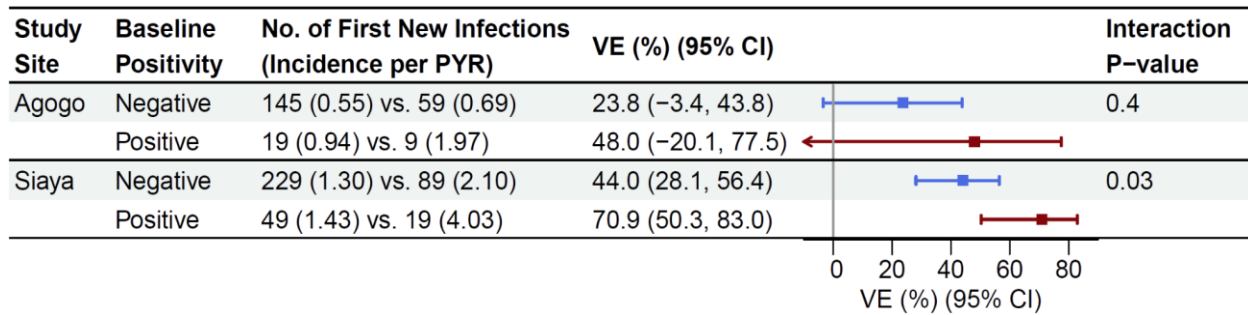 Study Baseline No. of First New Infections VE (%) (95% CI) Interaction
Site Positivity (Incidence per PYR) P−value
Agogo Negative 145 (0.55) vs. 59 (0.69) 23.8 (−3.4, 43.8) 0.4
Positive 19 (0.94) vs. 9 (1.97) 48.0 (−20.1, 77.5)
Siaya Negative 229 (1.30) vs. 89 (2.10) 44.0 (28.1, 56.4) 0.03
Positive 49 (1.43) vs. 19 (4.03) 70.9 (50.3, 83.0)
0 20 40 60 80
VE (%) (95% CI)